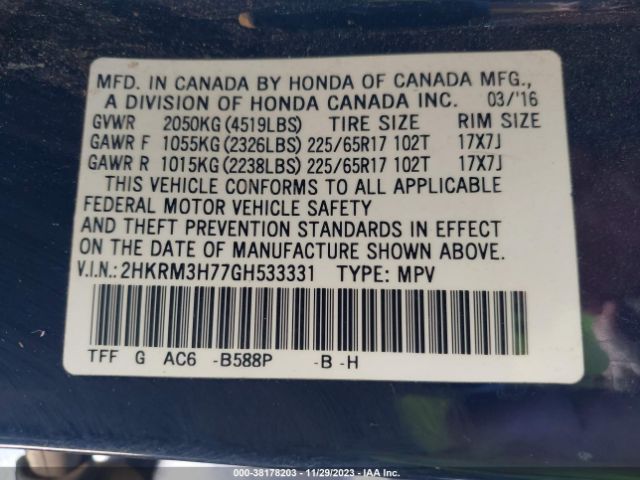 MFD. IN CANADA BY HONDA OF CANADA MFG.,
A DIVISION OF HONDA CANADA INC. 03/'16
GVWR 2050KG (4519LBS) TIRE SIZE RIM SIZE
GAWR F 1055KG (2326LBS) 225/65R17 102T 17X7J
GAWR R 1015KG (2238LBS) 225/65R17 102T 17X7J
THIS VEHICLE CONFORMS TO ALL APPLICABLE
FEDERAL MOTOR VEHICLE SAFETY
AND THEFT PREVENTION STANDARDS IN EFFECT
ON THE DATE OF MANUFACTURE SHOWN ABOVE.
V.I.N.: 2HKRM3H77GH533331 TYPE: MPV
TFF G AC6 -B588P -B -H
000-38178203 - 11/29/2023 - IAA Inc.